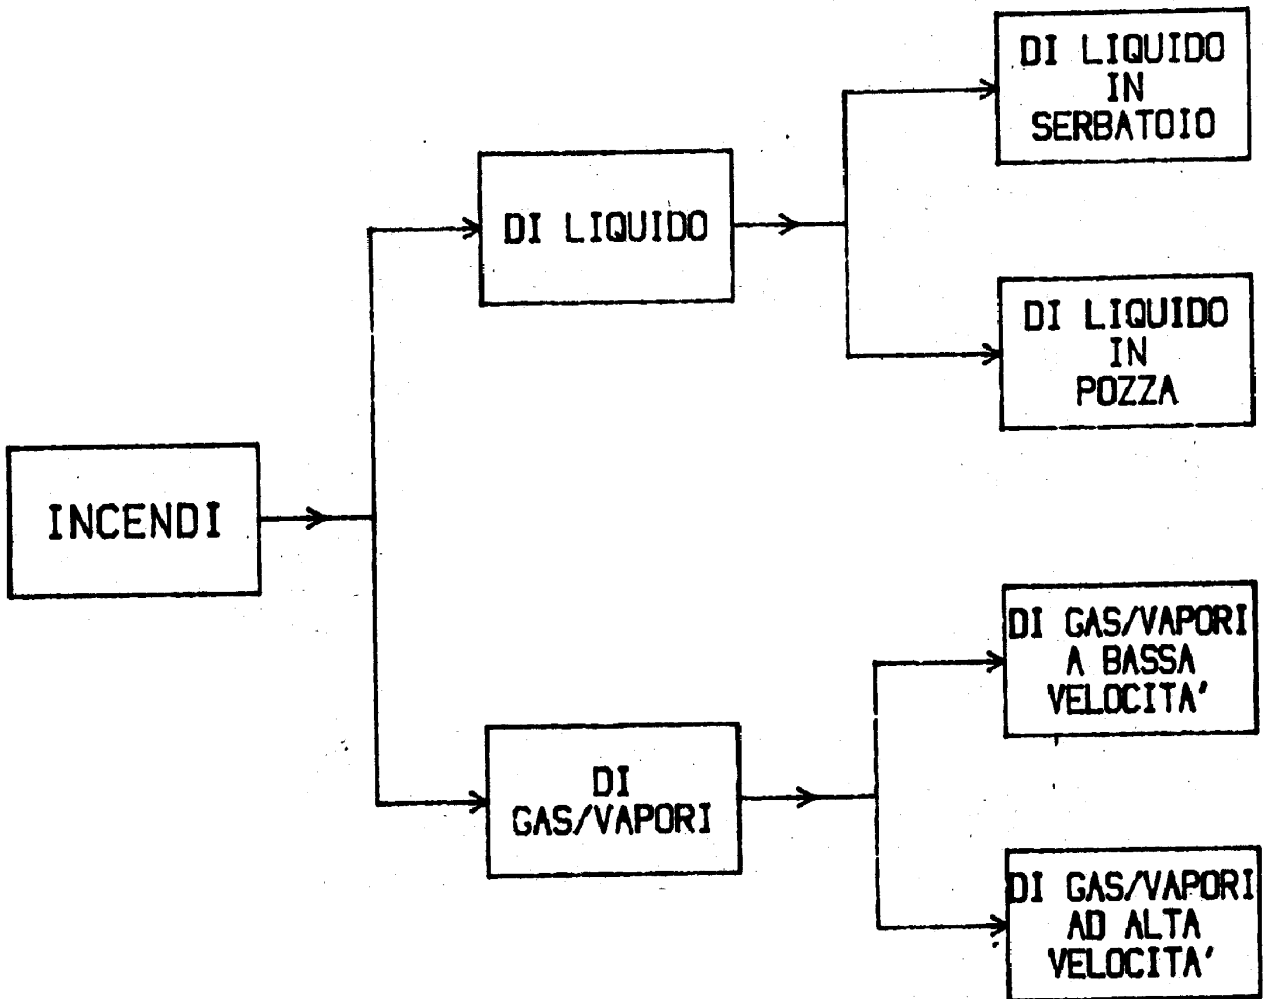 DI LIQUIDO
IN
SERBATOIO
DI LIQUIDO
DI LIQUIDO
IN
POZZA
INCENDI
DI GAS/VAPORI
A BASSA
VELOCITA'
DI
GAS/VAPORI
DI GAS/VAPORI
AD ALTA
VELOCITA'